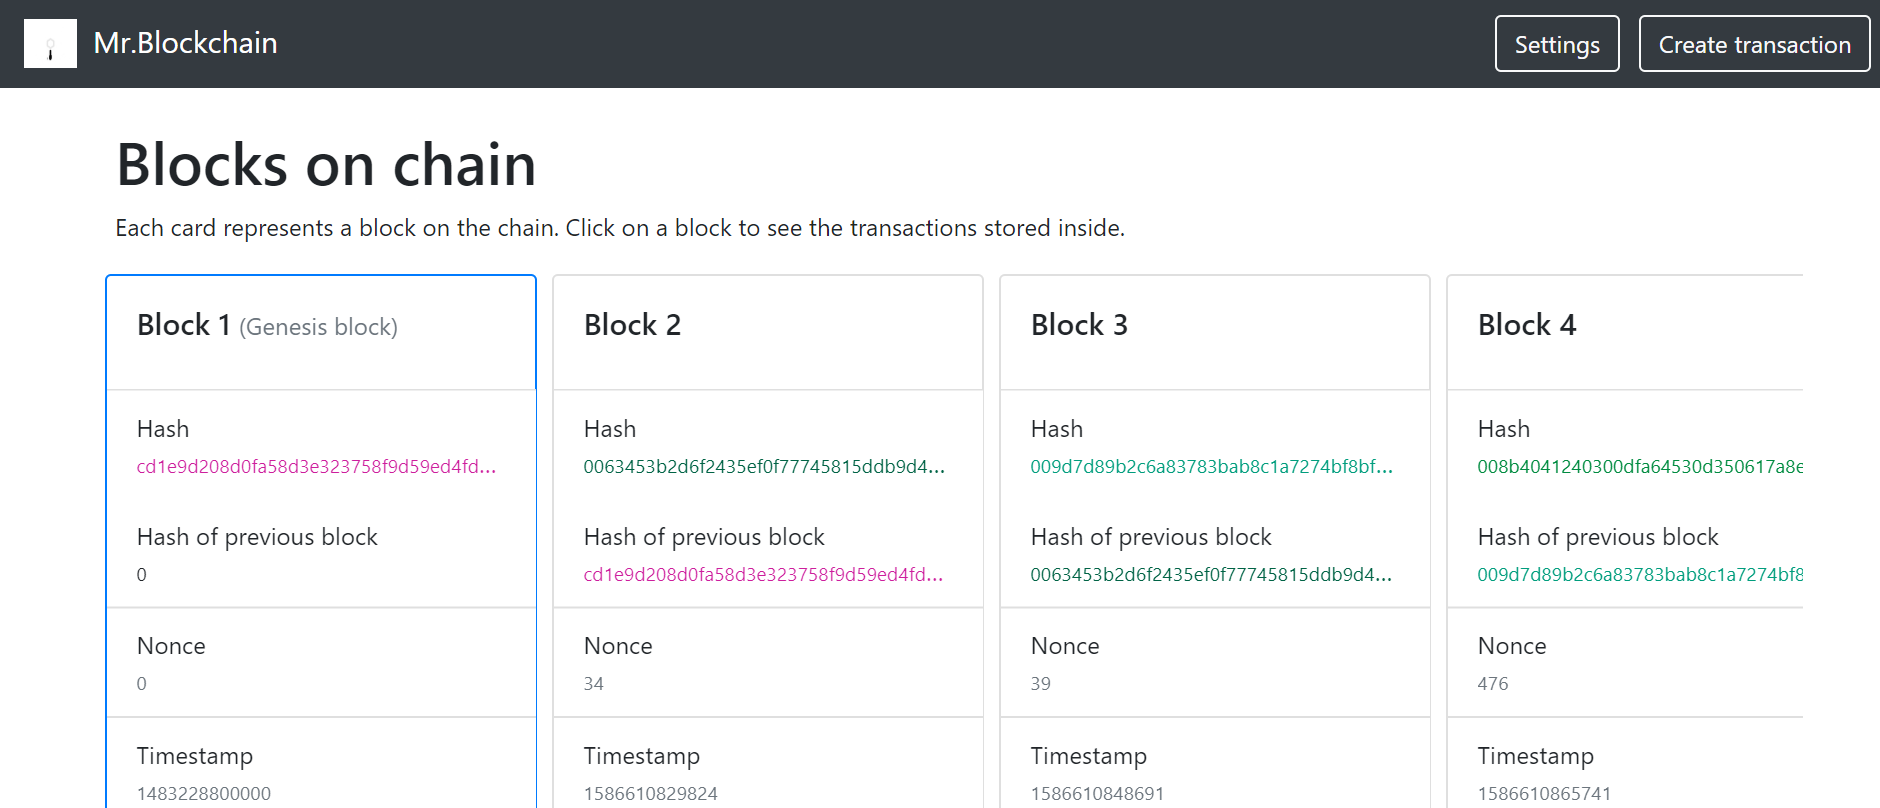 Mr.Blockchain
Settings
Create transaction
Blocks on chain
Each card represents a block on the chain. Click on a block to see the transactions stored inside.
Block 1 (Genesis block)
Hash
cd1e9d208d0fa58d3e323758f9d59ed4fd...
Hash of previous block
0
Nonce
0
Timestamp
1483228800000
Block 2
Hash
0063453b2d6f2435ef0f77745815ddb9d4...
Hash of previous block
cd1e9d208d0fa58d3e323758f9d59ed4fd...
Nonce
34
Timestamp
1586610829824
Block 3
Hash
009d7d89b2c6a83783bab8c1a7274bf8bf...
Hash of previous block
0063453b2d6f2435ef0f77745815ddb9d4...
Nonce
39
Timestamp
1586610848691
Block 4
Hash
008b4041240300dfa64530d350617a8e
Hash of previous block
009d7d89b2c6a83783bab8c1a7274bf8
Nonce
476
Timestamp
1586610865741